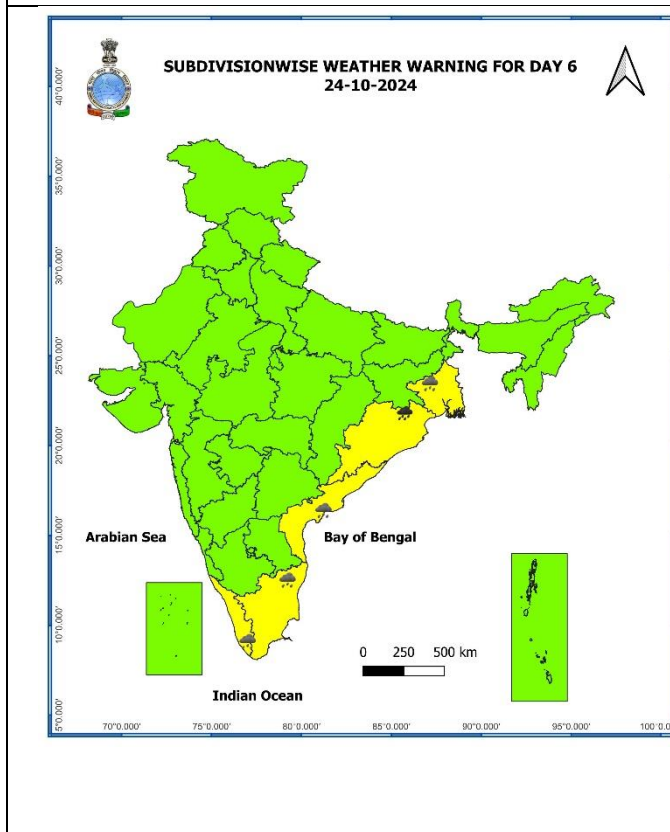 SUBDIVISIONWISE WEATHER WARNING FOR DAY 6
24-10-2024
40°0.000'
35°0.000'
30°0.000'
25°0.000'
20°0.000'
15°0.000'
10°0.000'
5°0.000'
Arabian Sea
Bay of Bengal
0 250 500 km
Indian Ocean
70°0.000' 75°0.000' 80°0.000' 85°0.000' 90°0.000' 95°0.000' 100°0.0